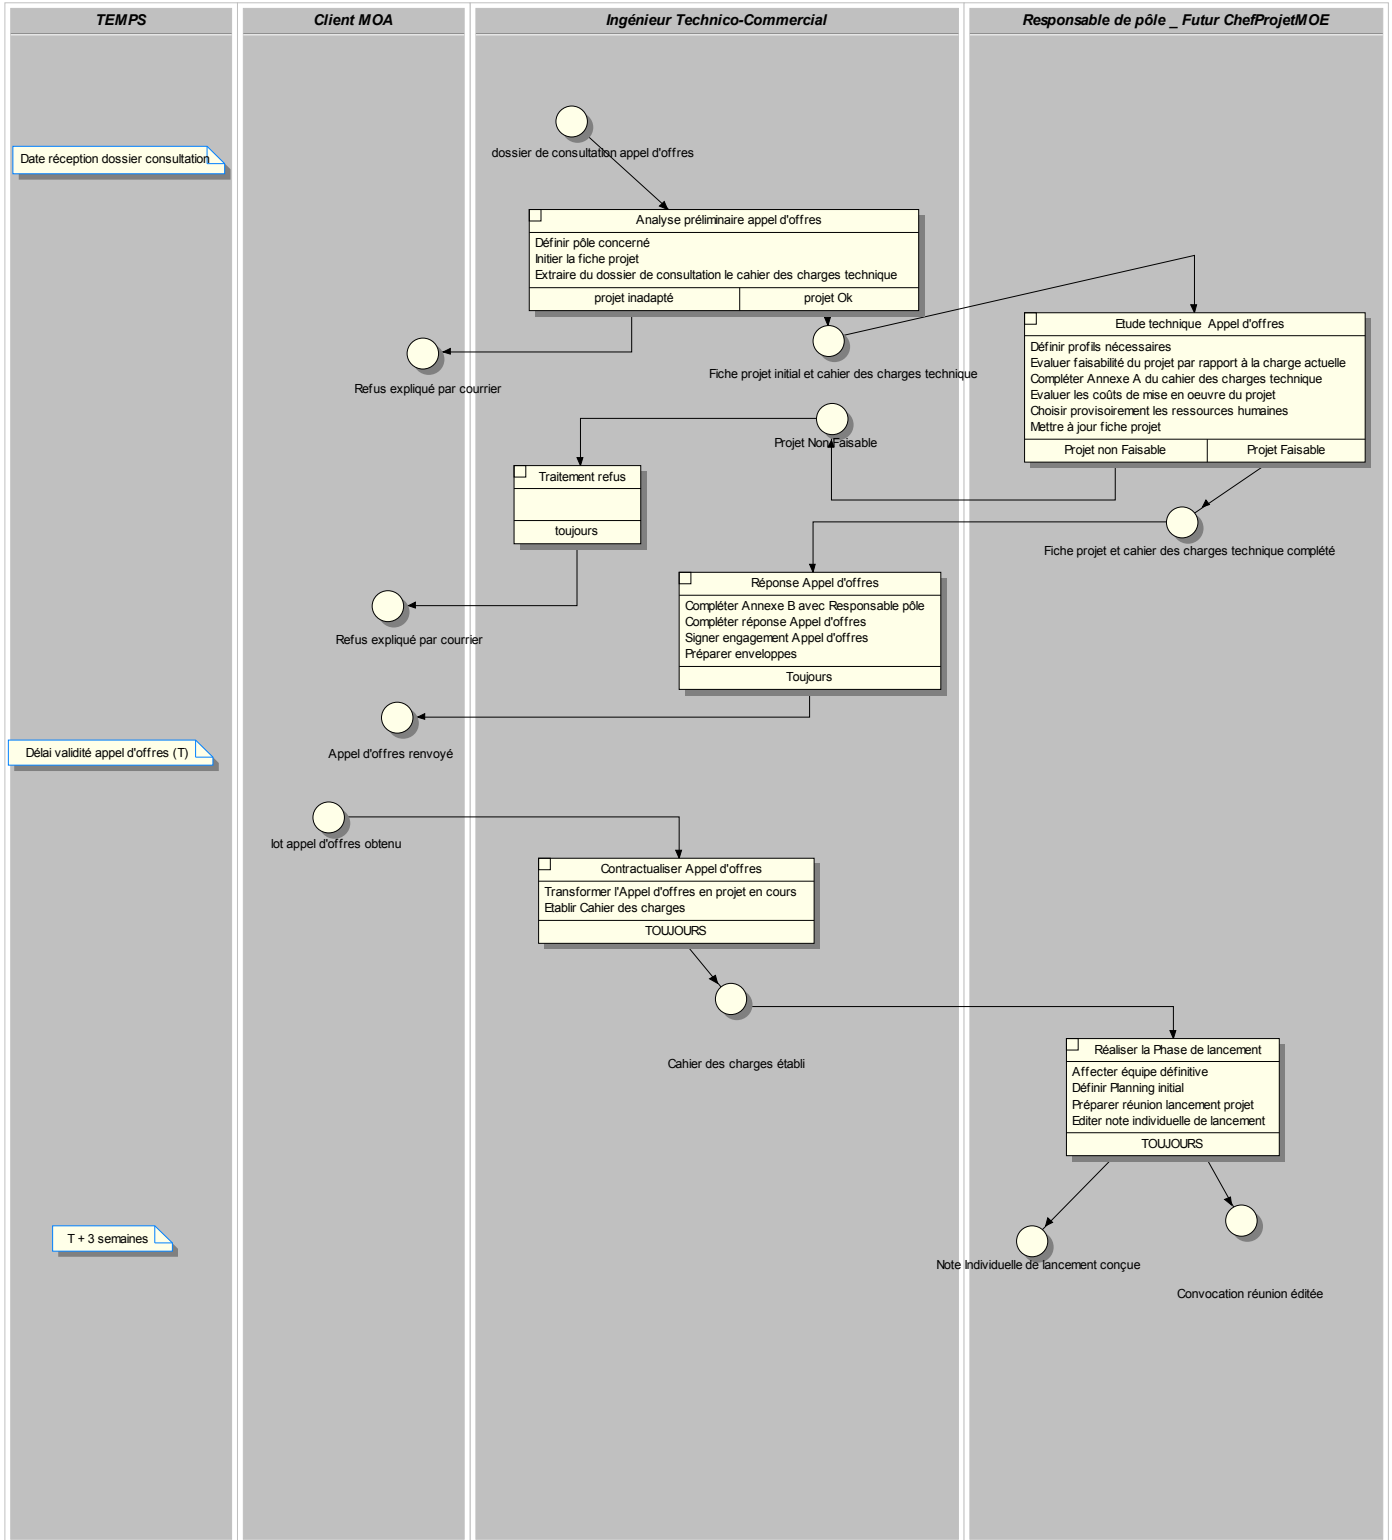 TEMPS
Client MOA
Ingénieur Technico-Commercial
Responsable de pôle _ Futur ChefProjetMOE
dossier de consultation appel d'offres
Date réception dossier consultation
Analyse préliminaire appel d'offres
Définir pôle concerné
Initier la fiche projet
Extraire du dossier de consultation le cahier des charges technique
projet inadapté
projet Ok
Etude technique Appel d'offres
Définir profils nécessaires
Evaluer faisabilité du projet par rapport à la charge actuelle
Compléter Annexe A du cahier des charges technique
Evaluer les coûts de mise en oeuvre du projet
Choisir provisoirement les ressources humaines
Mettre à jour fiche projet
Projet non Faisable
Projet Faisable
Fiche projet initial et cahier des charges technique
Refus expliqué par courrier
Projet Non Faisable
Traitement refus
toujours
Fiche projet et cahier des charges technique complété
Réponse Appel d'offres
Compléter Annexe B avec Responsable pôle
Compléter réponse Appel d'offres
Signer engagement Appel d'offres
Préparer enveloppes
Toujours
Refus expliqué par courrier
Appel d'offres renvoyé
Délai validité appel d'offres (T)
lot appel d'offres obtenu
Contractualiser Appel d'offres
Transformer l'Appel d'offres en projet en cours
Etablir Cahier des charges
TOUJOURS
Cahier des charges établi
Réaliser la Phase de lancement
Affecter équipe définitive
Définir Planning initial
Préparer réunion lancement projet
Editer note individuelle de lancement
TOUJOURS
T + 3 semaines
Note Individuelle de lancement conçue
Convocation réunion éditée